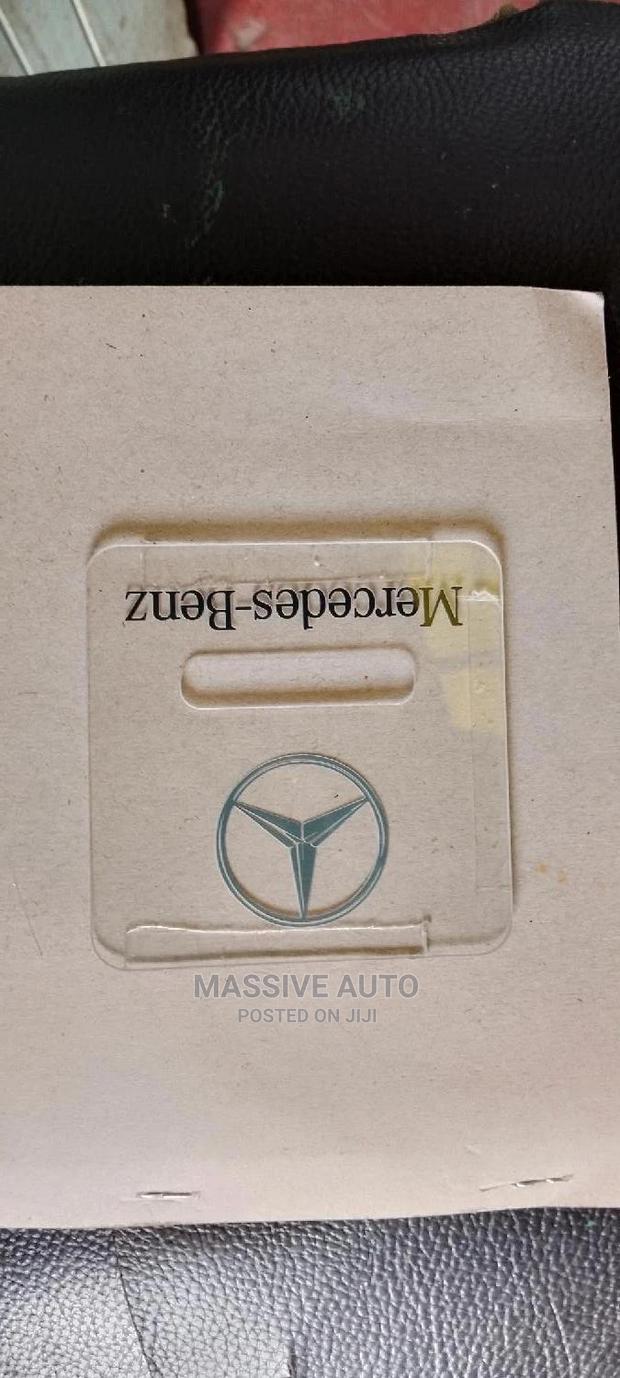 Mercedes-Benz
MASSIVE AUTO
POSTED ON JIJI